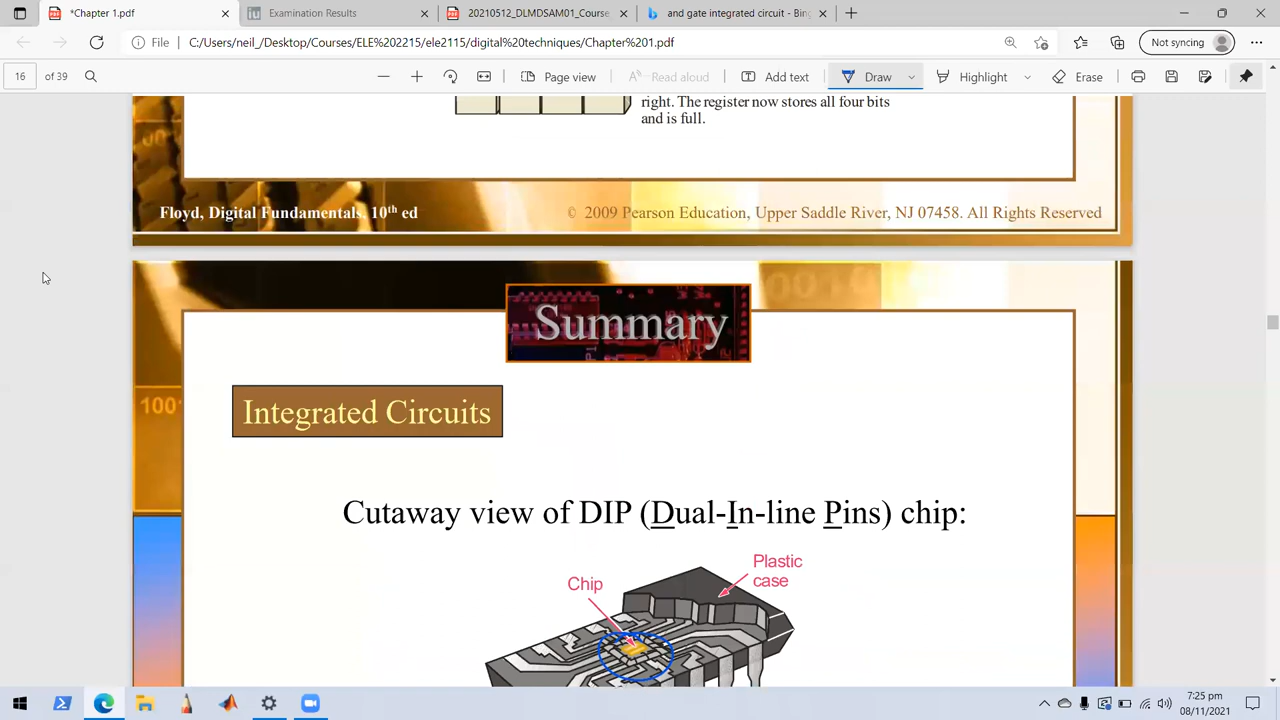 *Chapter 1.pdf
Examination Results
20210512_DLMDSAM01_Course_
and gate integrated circuit - Bing
File
C:/Users/neil_/Desktop/Courses/ELE%202215/ele2115/digital%20techniques/Chapter%201.pdf
Not syncing
16 of 39
Page view
Read aloud
Add text
Draw
Highlight
Erase
right. The register now stores all four bits
and is full.
Floyd, Digital Fundamentals, 10th ed
© 2009 Pearson Education, Upper Saddle River, NJ 07458. All Rights Reserved
Summary
Integrated Circuits
Cutaway view of DIP (Dual-In-line Pins) chip:
Plastic
case
Chip
7:25 pm
08/11/2021